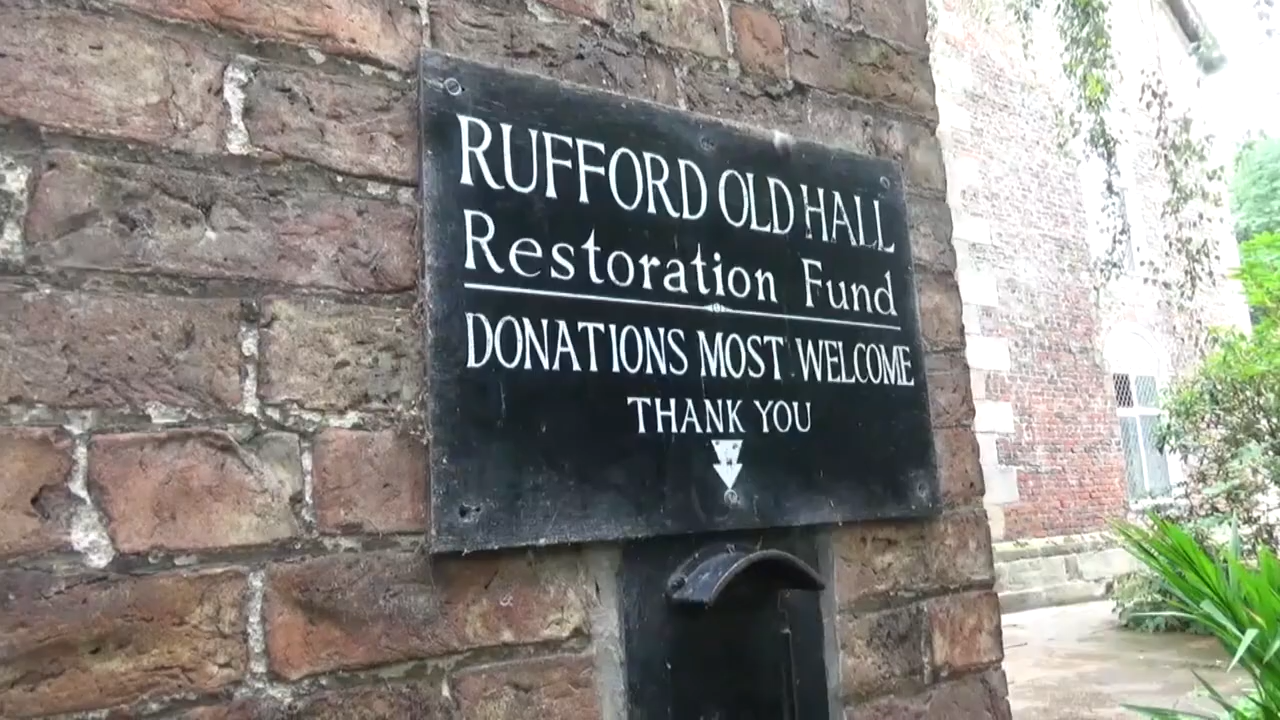 RUFFORD OLD HALL
Restoration Fund
DONATIONS MOST WELCOME
THANK YOU